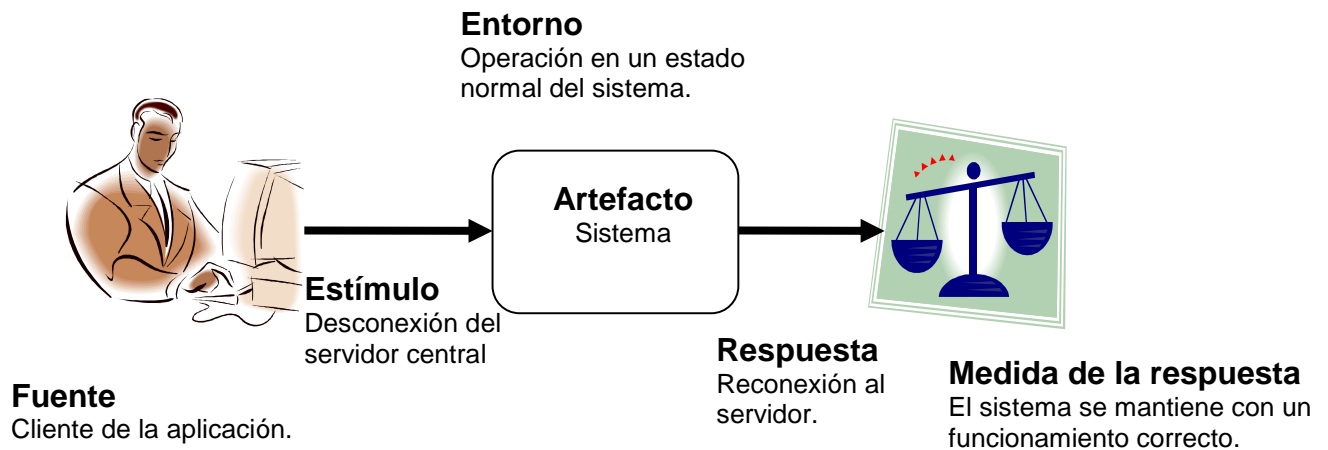 Entorno
Operación en un estado
normal del sistema.
Artefacto
Sistema
Estímulo
Desconexión del
servidor central
Respuesta
Reconexión al
servidor.
Medida de la respuesta
El sistema se mantiene con un
funcionamiento correcto.
Fuente
Cliente de la aplicación.